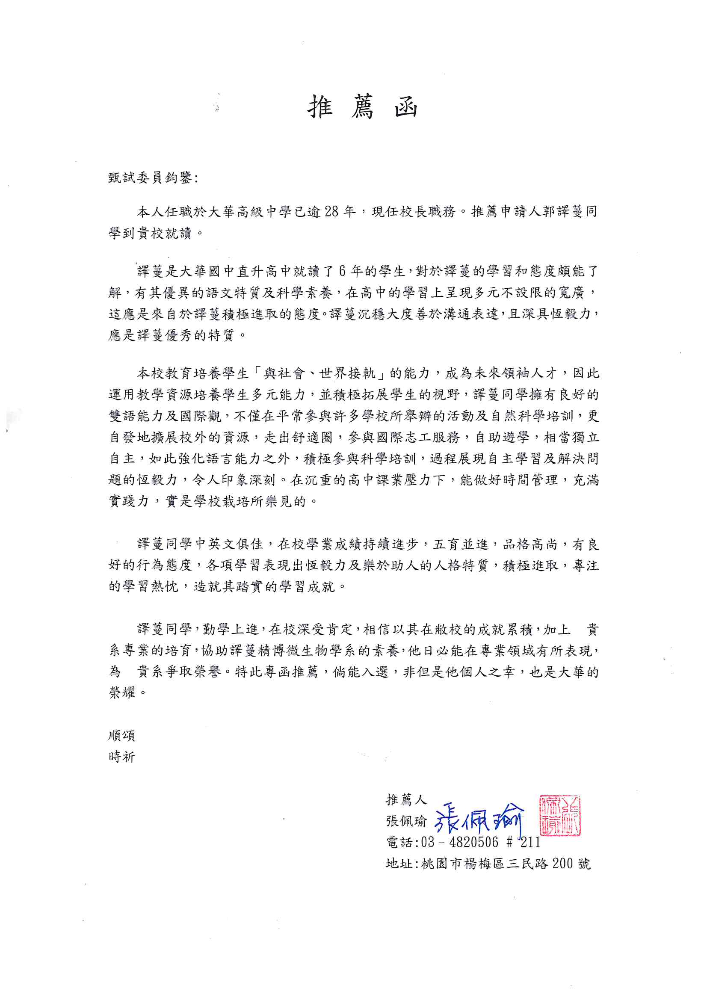 推薦函
甄試委員鈞鑒:
本人任職於大華高級中學已逾28年，現任校長職務。推薦申請人郭譯蔓同
學到貴校就讀。
譯蔓是大華國中直升高中就讀了6年的學生，對於譯蔓的學習和態度頗能了
解，有其優異的語文特質及科學素養，在高中的學習上呈現多元不設限的寬廣，
這應是來自於譯蔓積極進取的態度。譯蔓沉穩大度善於溝通表達，且深具恆毅力，
應是譯蔓優秀的特質。
本校教育培養學生「與社會、世界接軌」的能力，成為未來領袖人才，因此
運用教學資源培養學生多元能力，並積極拓展學生的視野，譯蔓同學擁有良好的
雙語能力及國際觀，不僅在平常參與許多學校所舉辦的活動及自然科學培訓，更
自發地擴展校外的資源，走出舒適圈，參與國際志工服務，自助遊學，相當獨立
自主，如此強化語言能力之外，積極參與科學培訓，過程展現自主學習及解決問
題的恆毅力，令人印象深刻。在沉重的高中課業壓力下，能做好時間管理，充滿
實踐力，實是學校栽培所樂見的。
譯蔓同學中英文俱佳，在校學業成績持續進步，五育並進，品格高尚，有良
好的行為態度，各項學習表現出恆毅力及樂於助人的人格特質，積極進取，專注
的學習熱忱，造就其踏實的學習成就。
譯蔓同學，勤學上進，在校深受肯定，相信以其在敝校的成就累積，加上　貴
系專業的培育，協助譯蔓精博微生物學系的素養，他日必能在專業領域有所表現，
為　貴系爭取榮譽。特此專函推薦，倘能入選，非但是他個人之幸，也是大華的
榮耀。
順頌
時祈
推薦人
張佩瑜 張佩瑜
電話:03-4820506 # 211
地址:桃園市楊梅區三民路200號